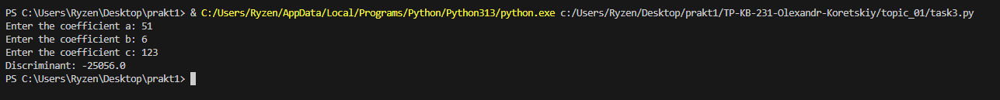 PS C:\Users\Ryzen\Desktop\prakt1> & C:/Users/Ryzen/AppData/Local/Programs/Python/Python313/python.exe c:/Users/Ryzen/Desktop/prakt1/TP-KB-231-Olexandr-Koretskiy/topic_01/task3.py
Enter the coefficient a: 51
Enter the coefficient b: 6
Enter the coefficient c: 123
Discriminant: -25056.0
PS C:\Users\Ryzen\Desktop\prakt1>